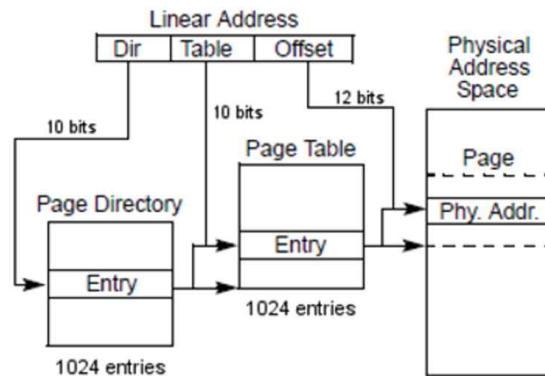 Linear Address
Dir Table Offset
Physical
Address
Space
10 bits
10 bits
12 bits
Page Table
Page
Page Directory
Phy. Addr.
Entry
Entry
1024 entries
1024 entries